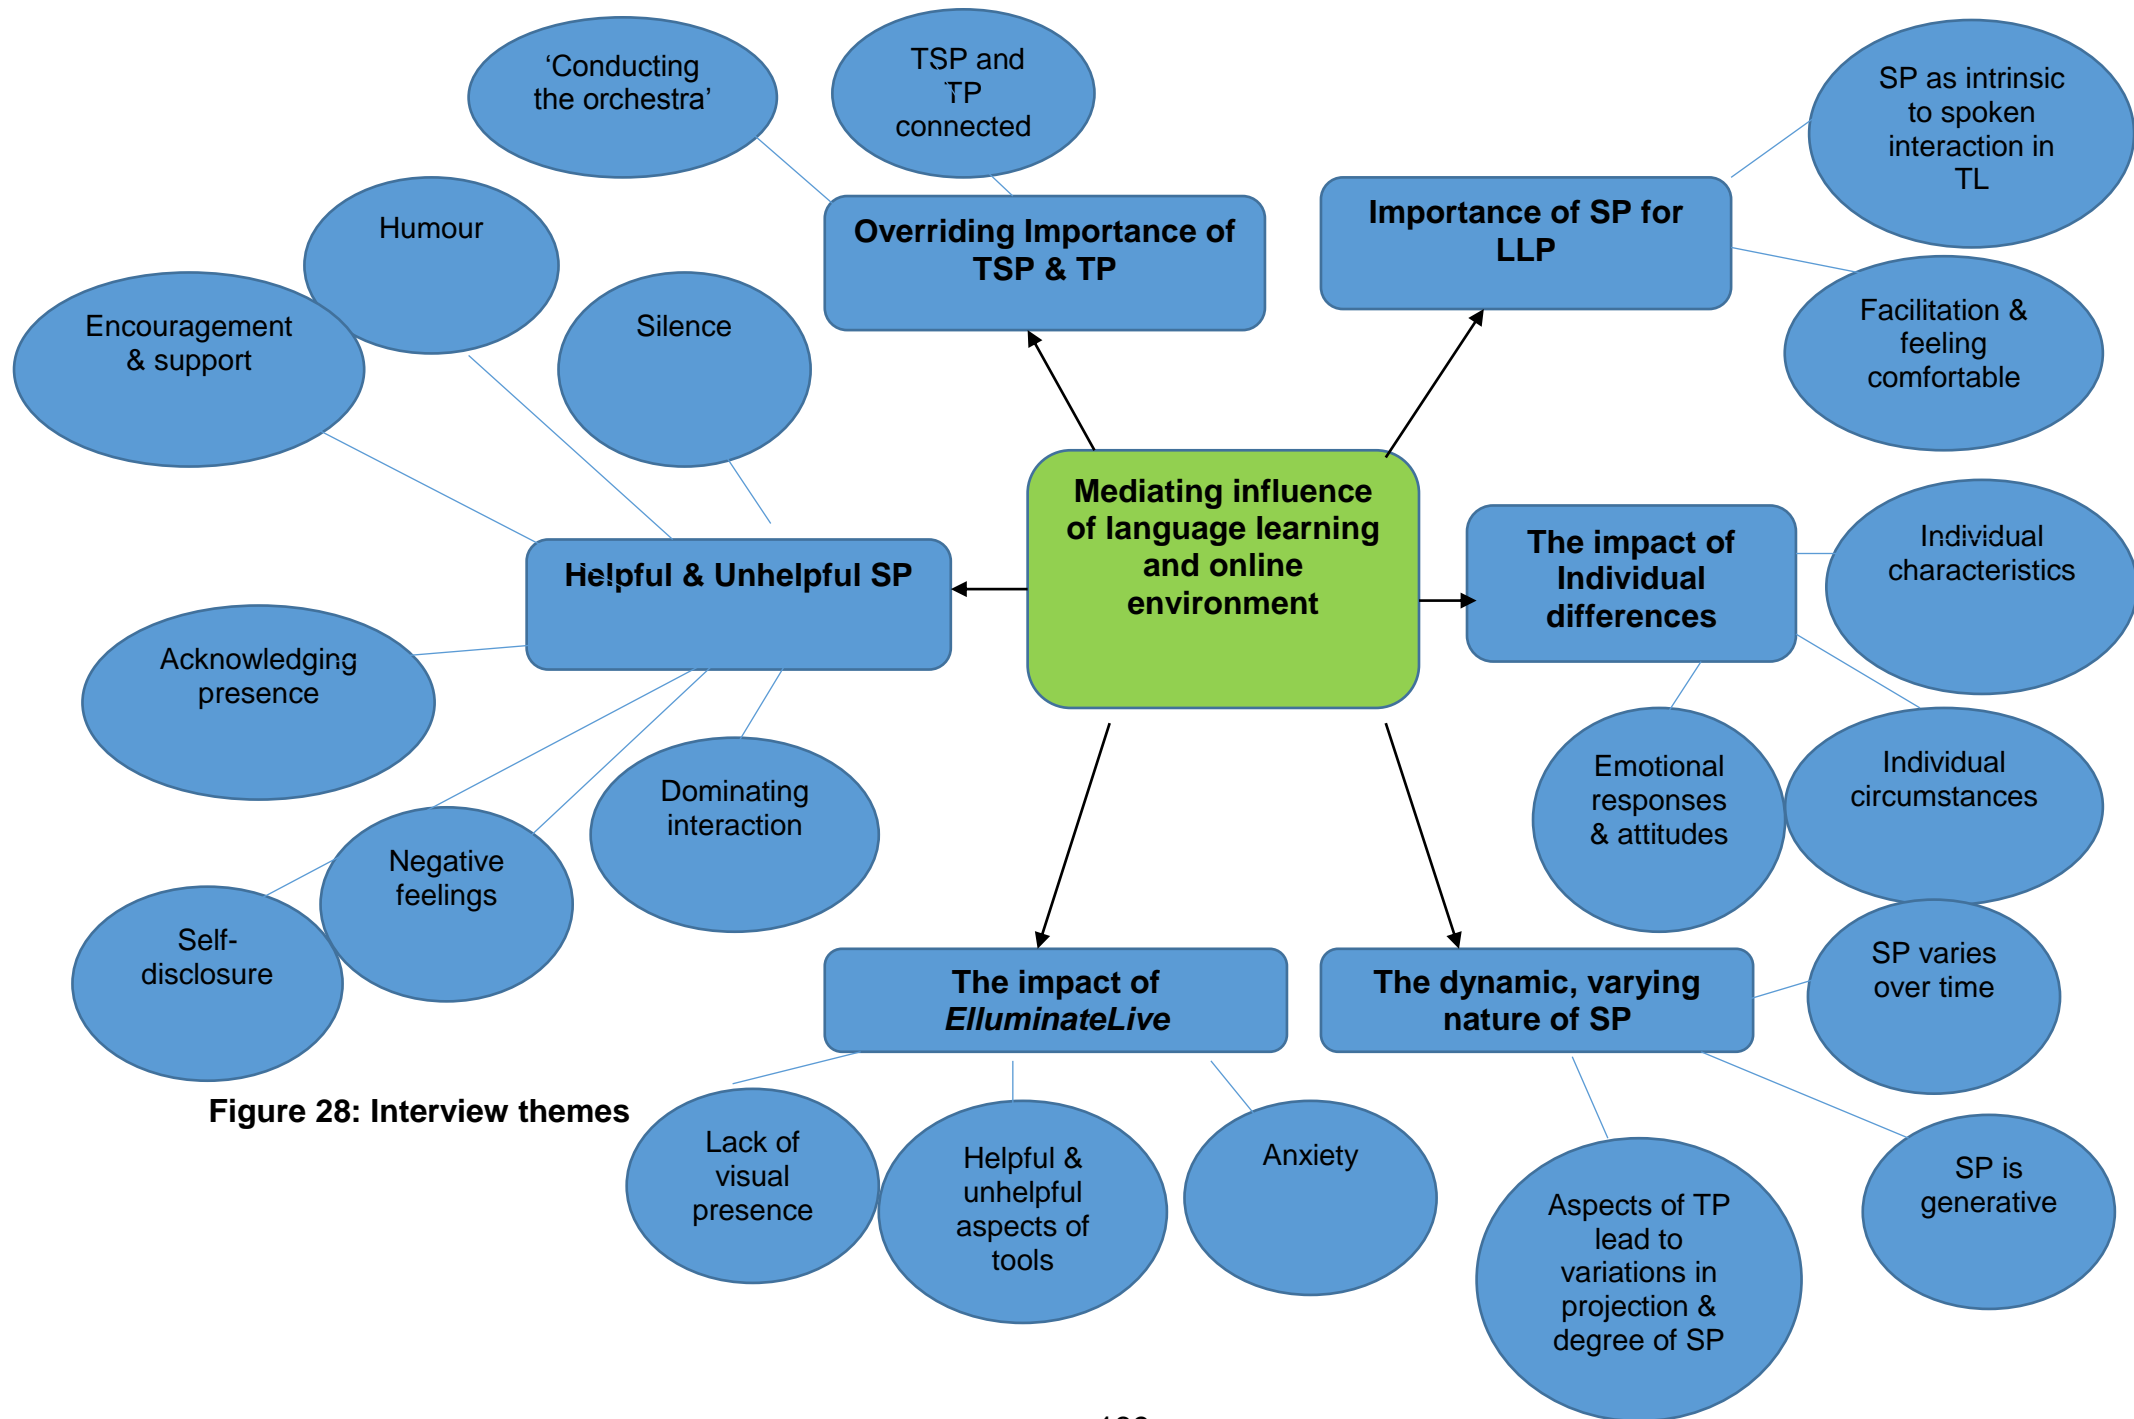 ‘Conducting
the orchestra’
TSP and
TP
connected
SP as intrinsic
to spoken
interaction in
TL
Humour
Overriding Importance of
TSP & TP
Importance of SP for
LLP
Encouragement
& support
Silence
Facilitation &
feeling
comfortable
Mediating influence
of language learning
and online
environment
Helpful & Unhelpful SP
The impact of
Individual
differences
Individual
characteristics
Acknowledging
presence
Dominating
interaction
Emotional
responses
& attitudes
Individual
circumstances
Negative
feelings
Self-
disclosure
The impact of
ElluminateLive
The dynamic, varying
nature of SP
SP varies
over time
Figure 28: Interview themes
Lack of
visual
presence
Helpful &
unhelpful
aspects of
tools
Anxiety
Aspects of TP
lead to
variations in
projection &
degree of SP
SP is
generative